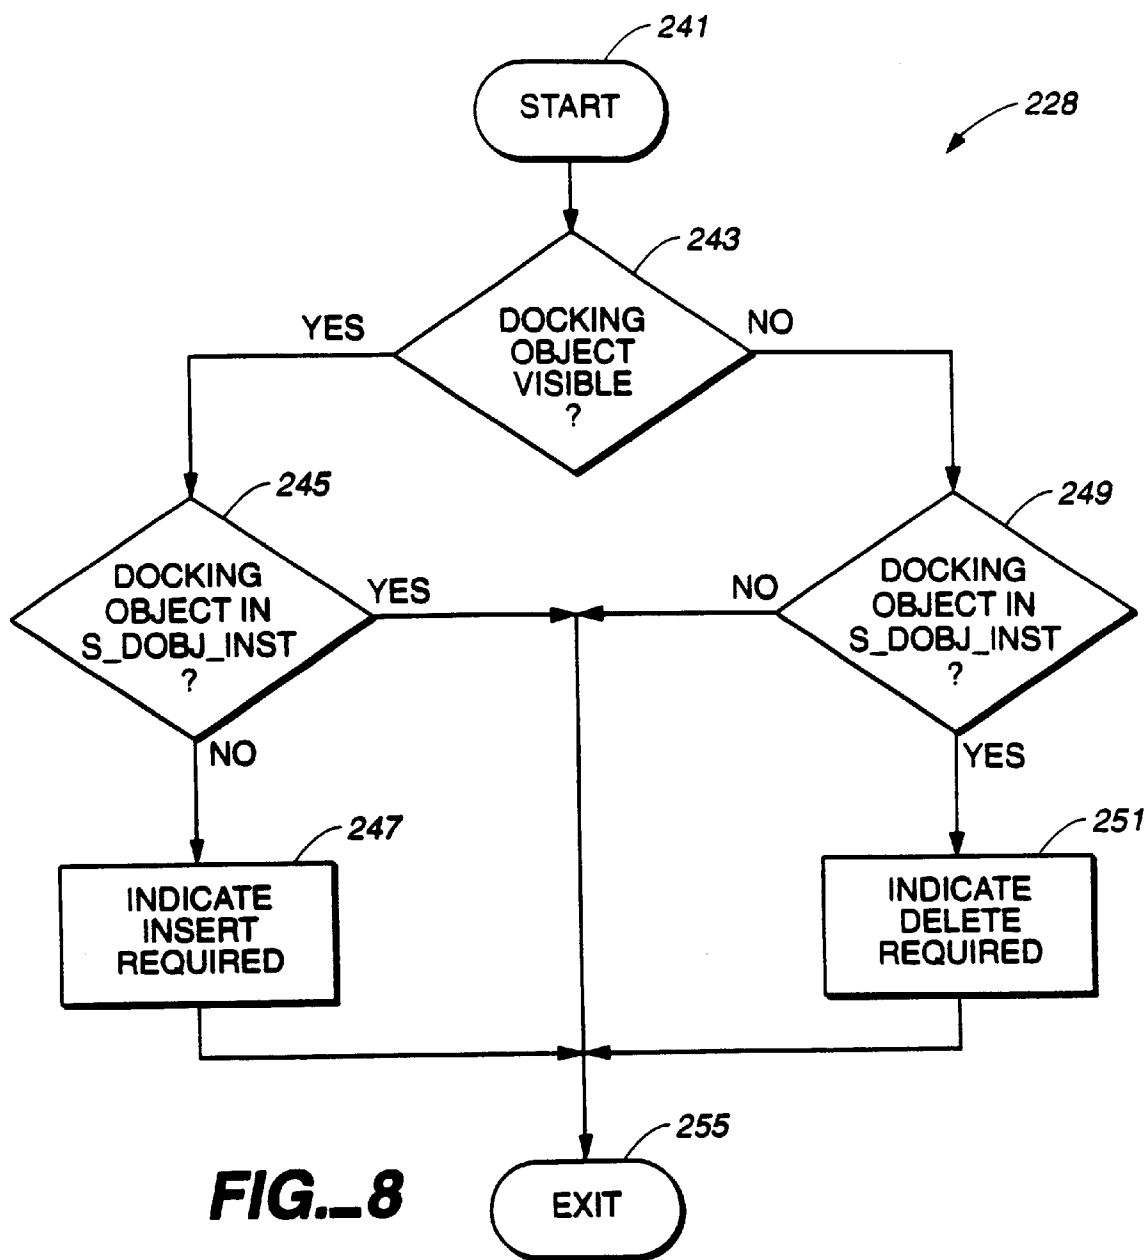 241
START
228
243
DOCKING
OBJECT
VISIBLE
?
YES
NO
245
DOCKING
OBJECT IN
S_DOBJ_INST
?
YES
NO
249
DOCKING
OBJECT IN
S_DOBJ_INST
?
NO
YES
247
INDICATE
INSERT
REQUIRED
251
INDICATE
DELETE
REQUIRED
255
EXIT
FIG._8